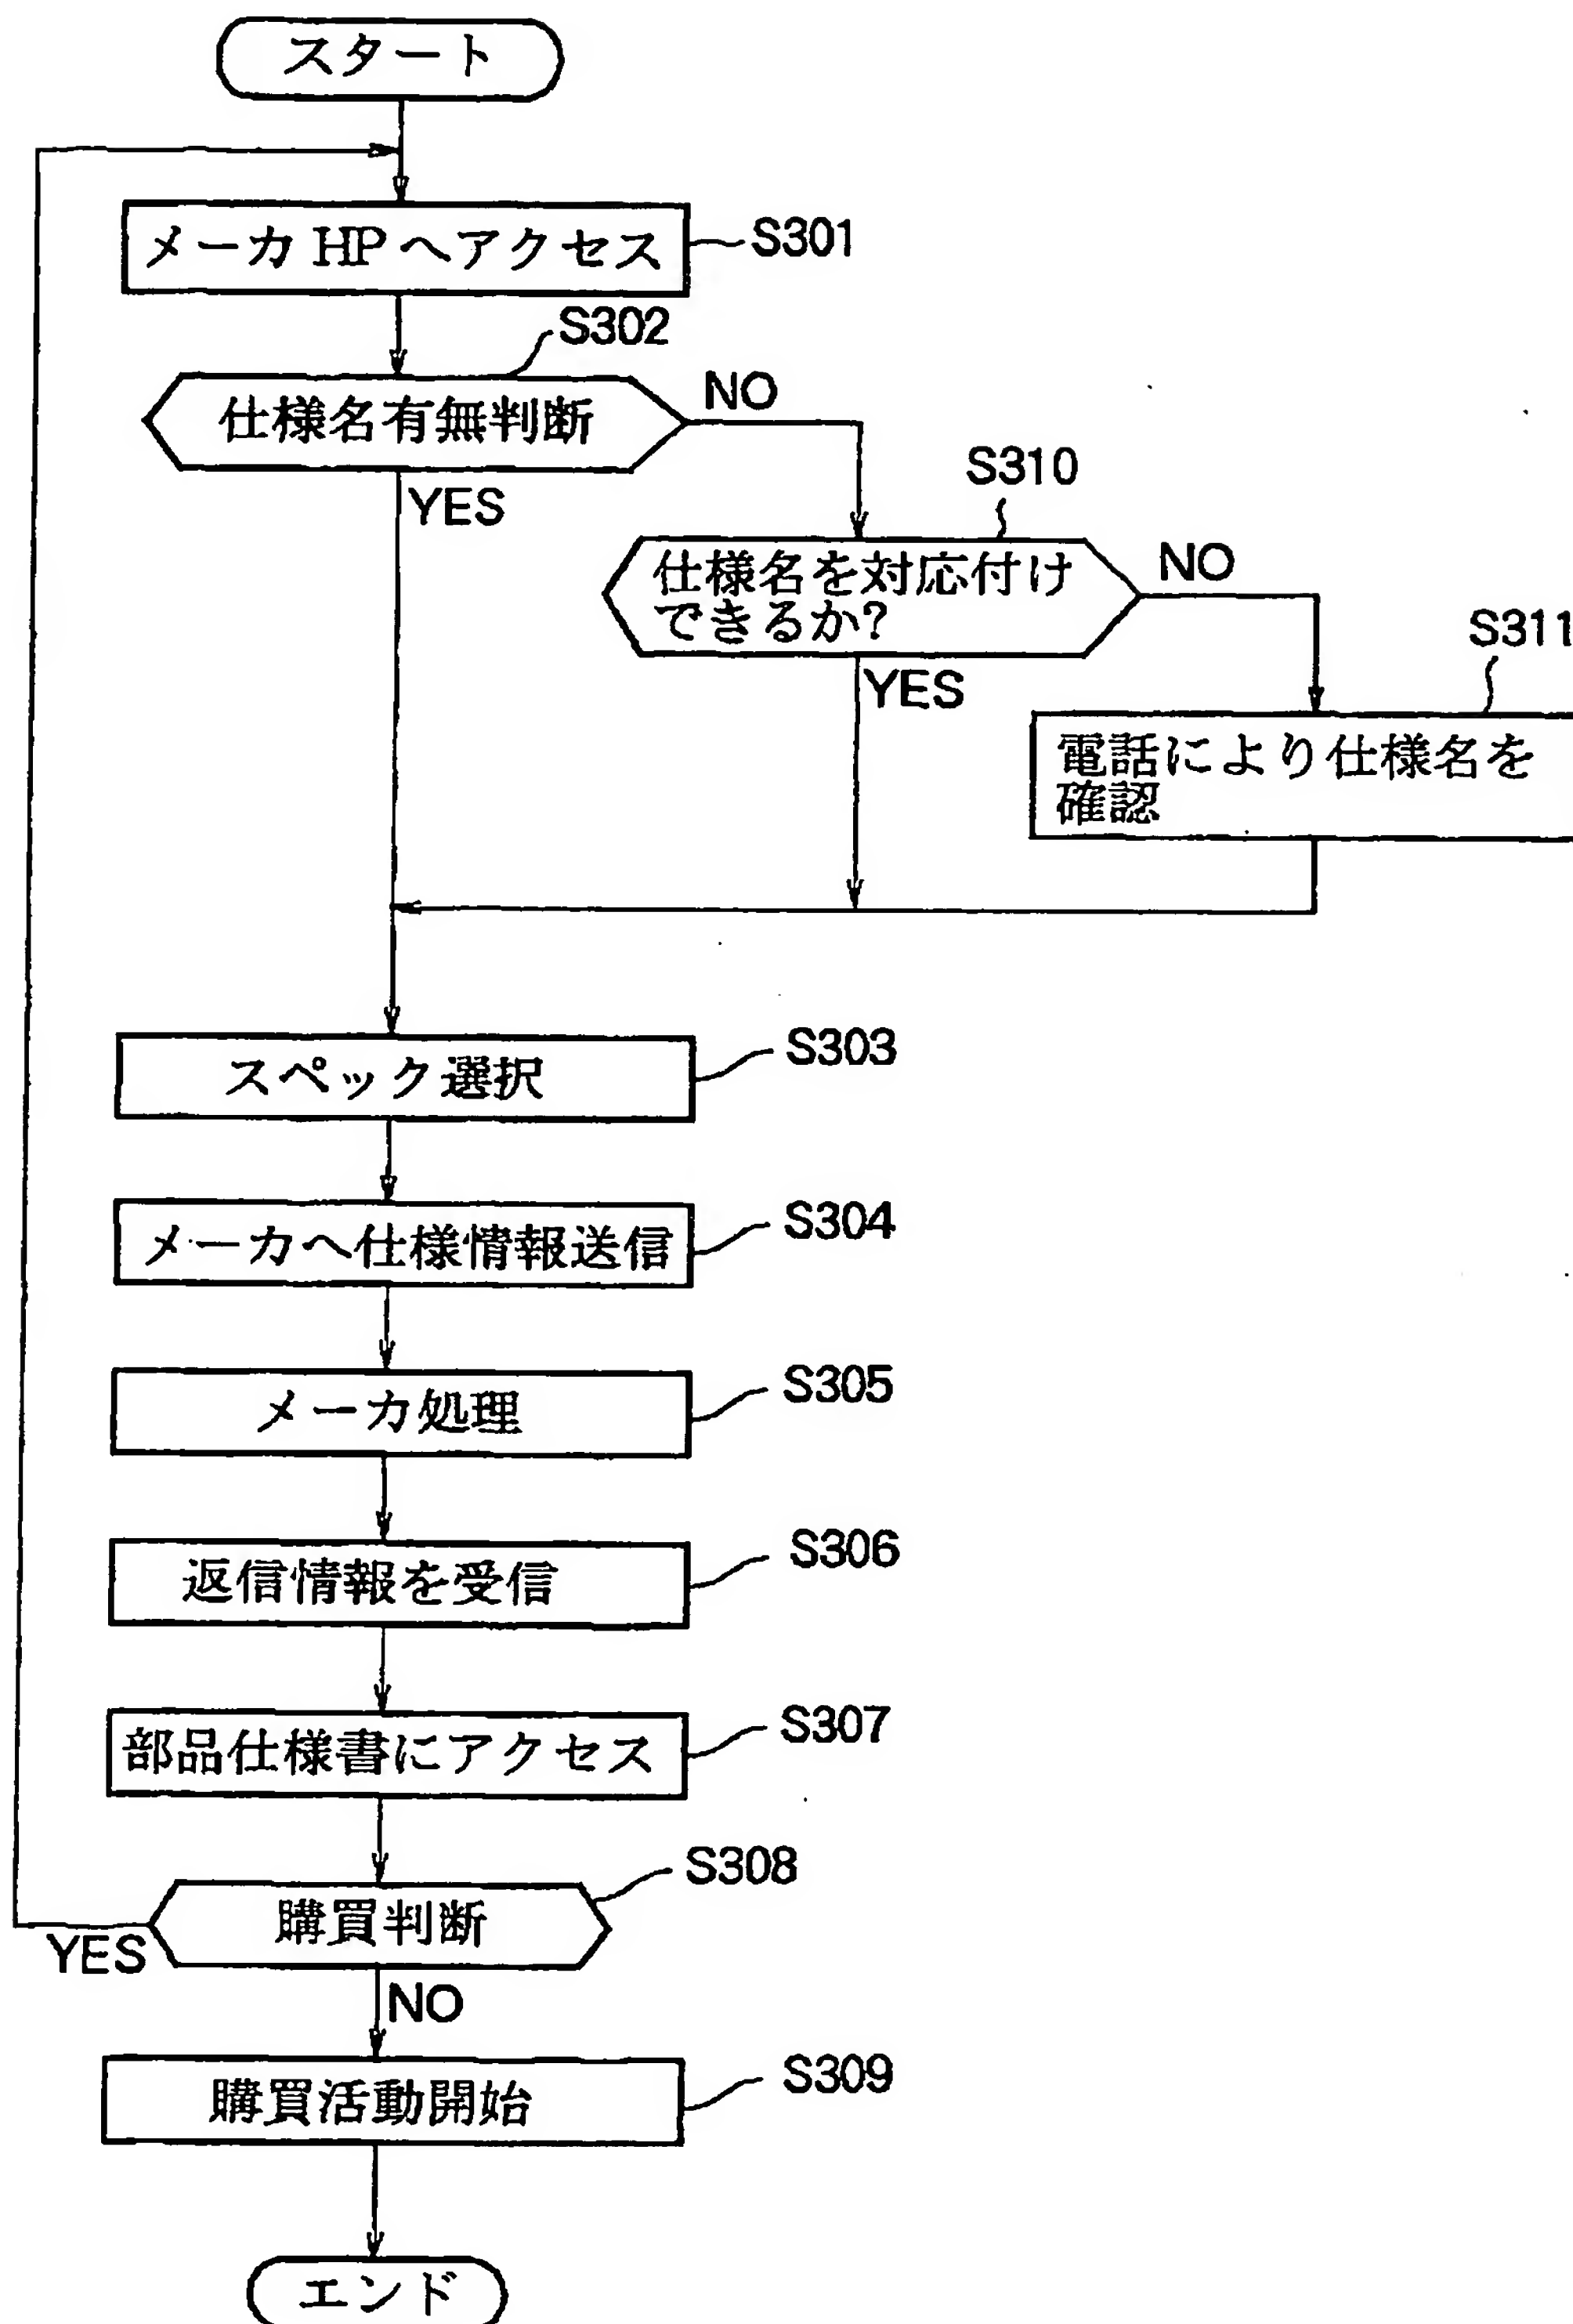 スタート
メーカ HP へアクセス
S301
S302
仕様名有無判断
NO
YES
S310
仕様名を対応付け
できるか?
NO
YES
S311
電話により仕様名を
確認
スペック選択
S303
メーカへ仕様情報送信
S304
メーカ処理
S305
返信情報を受信
S306
部品仕様書にアクセス
S307
S308
購買判断
YES
NO
購買活動開始
S309
エンド